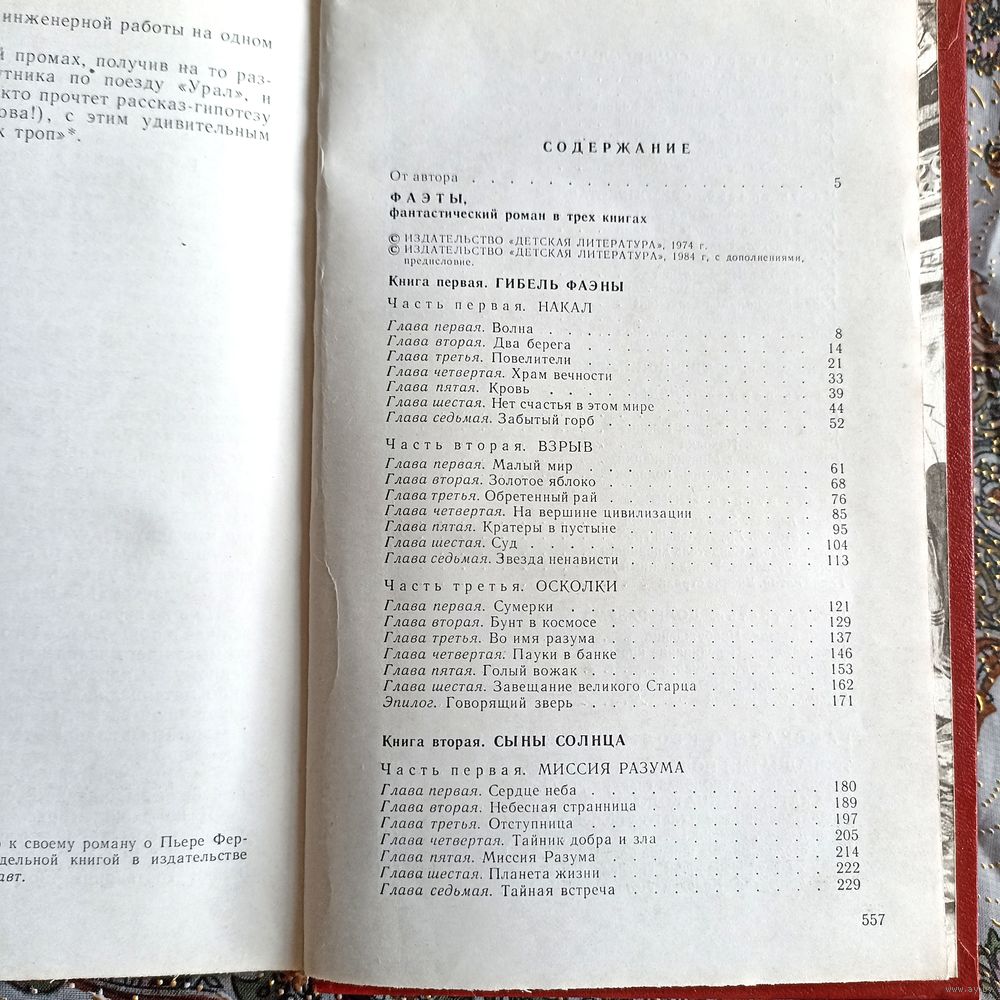 инженерной работы на одном
й промах, получив на то раз-
утника по поезду «Урал», и
кто прочтет рассказ-гипотезу
ова!), с этим удивительным
х троп»*.
к своему роману о Пьере Фер-
дельной книгой в издательстве
авт.
СОДЕРЖАНИЕ
От автора . . . . . . . . . . . . . . . . . . 5
ФАЭТЫ,
фантастический роман в трех книгах
© ИЗДАТЕЛЬСТВО «ДЕТСКАЯ ЛИТЕРАТУРА», 1974 г.
© ИЗДАТЕЛЬСТВО «ДЕТСКАЯ ЛИТЕРАТУРА», 1984 г, с дополнениями,
предисловие.
Книга первая. ГИБЕЛЬ ФАЭНЫ
Часть первая. НАКАЛ
Глава первая. Волна . . . . . . . . . . . . . 8
Глава вторая. Два берега . . . . . . . . . . . 14
Глава третья. Повелители . . . . . . . . . . . 21
Глава четвертая. Храм вечности . . . . . . . . . 33
Глава пятая. Кровь . . . . . . . . . . . . . 39
Глава шестая. Нет счастья в этом мире . . . . . . . 44
Глава седьмая. Забытый горб . . . . . . . . . . 52
Часть вторая. ВЗРЫВ
Глава первая. Малый мир . . . . . . . . . . . 61
Глава вторая. Золотое яблоко . . . . . . . . . . 68
Глава третья. Обретенный рай . . . . . . . . . . 76
Глава четвертая. На вершине цивилизации . . . . . . 85
Глава пятая. Кратеры в пустыне . . . . . . . . . 95
Глава шестая. Суд . . . . . . . . . . . . . 104
Глава седьмая. Звезда ненависти . . . . . . . . . 113
Часть третья. ОСКОЛКИ
Глава первая. Сумерки . . . . . . . . . . . . 121
Глава вторая. Бунт в космосе . . . . . . . . . . 129
Глава третья. Во имя разума . . . . . . . . . . 137
Глава четвертая. Пауки в банке . . . . . . . . . 146
Глава пятая. Голый вожак . . . . . . . . . . . 153
Глава шестая. Завещание великого Старца . . . . . . 162
Эпилог. Говорящий зверь . . . . . . . . . . . 171
Книга вторая. СЫНЫ СОЛНЦА
Часть первая. МИССИЯ РАЗУМА
Глава первая. Сердце неба . . . . . . . . . . . 180
Глава вторая. Небесная странница . . . . . . . . 189
Глава третья. Отступница . . . . . . . . . . . 197
Глава четвертая. Тайник добра и зла . . . . . . . 205
Глава пятая. Миссия Разума . . . . . . . . . . 214
Глава шестая. Планета жизни . . . . . . . . . . 222
Глава седьмая. Тайная встреча . . . . . . . . . 229
557